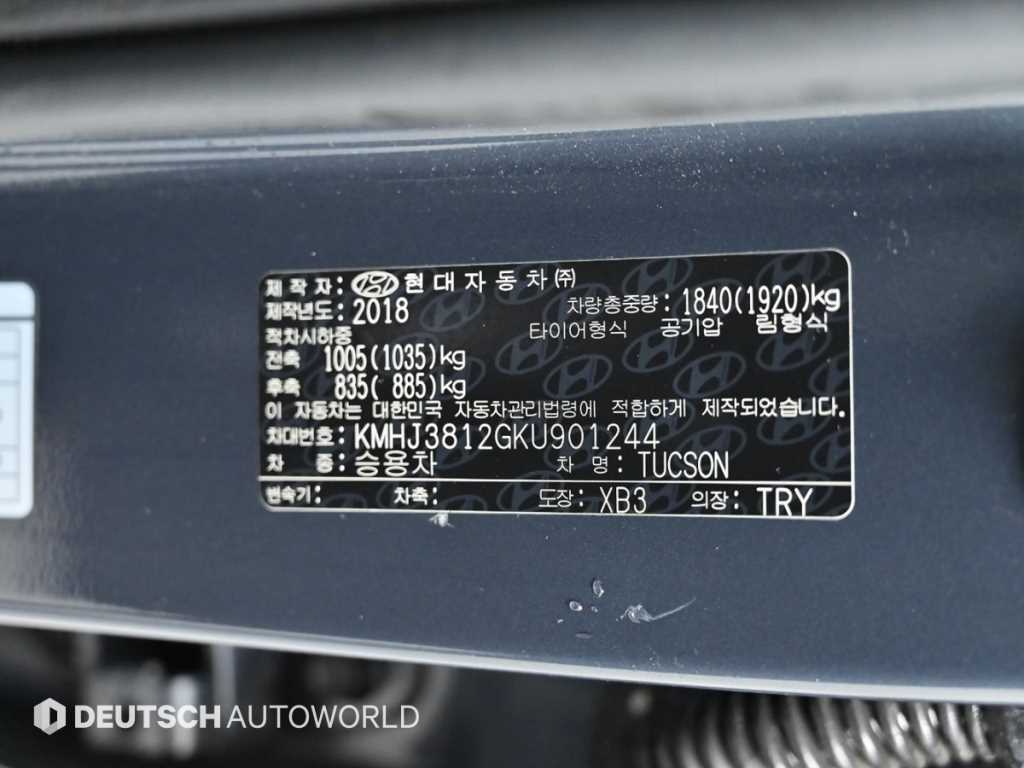 제 작 자: 현대자동차㈜
제작년도: 2018 차량총중량: 1840(1920)kg
적차시하중 타이어형식 공기압 림형식
전축 1005(1035)kg
후축 835( 885)kg
이 자동차는 대한민국 자동차관리법령에 적합하게 제작되었습니다.
차대번호: KMHJ3812GKU901244
차 종: 승용차 차 명: TUCSON
변속기: 차축: 도장: XB3 의장: TRY
DEUTSCH AUTOWORLD